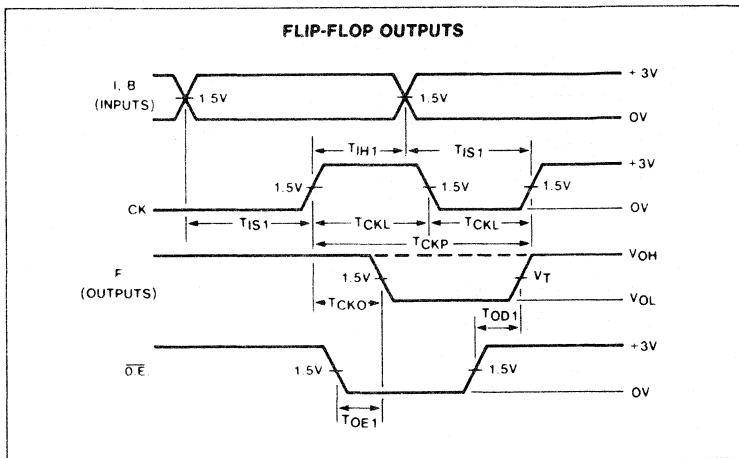 FLIP-FLOP OUTPUTS
I, B
(INPUTS)
1.5V
1.5V
+3V
0V
TIH1
TIS1
CK
1.5V
1.5V
1.5V
+3V
0V
TIS1
TCKL
TCKL
TCKP
F
(OUTPUTS)
1.5V
VT
VOH
VOL
TCKO
TOD1
O.E.
1.5V
1.5V
+3V
0V
TOE1